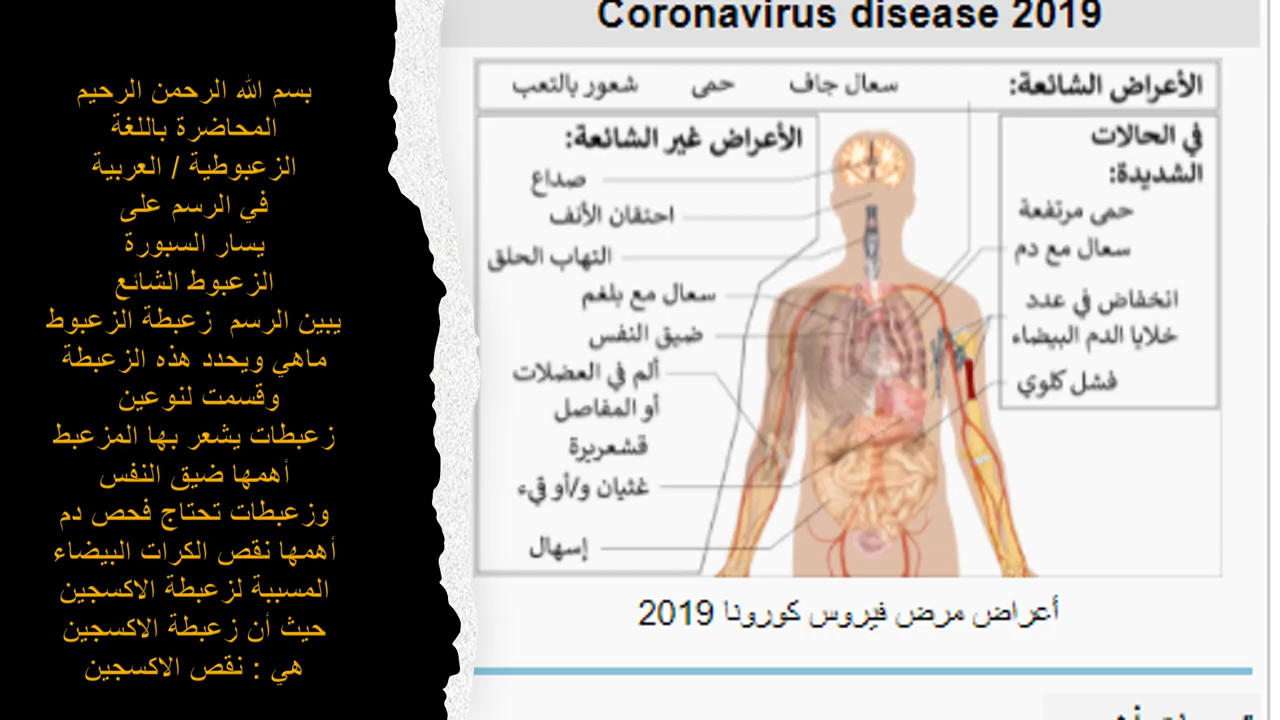 بسم الله الرحمن الرحيم
المحاضرة باللغة
الزعبوطية / العربية
في الرسم على
يسار السبورة
الزعبوط الشائع
يبين الرسم زعبطة الزعبوط
ماهي ويحدد هذه الزعبطة
وقسمت لنوعين
زعبطات يشعر بها المزعبط
أهمها ضيق النفس
وزعبطات تحتاج فحص دم
أهمها نقص الكرات البيضاء
المسببة لزعبطة الاكسجين
حيث أن زعبطة الاكسجين
هي : نقص الاكسجين
Coronavirus disease 2019
الأعراض الشائعة: سعال جاف حمى شعور بالتعب
في الحالات
الشديدة:
حمى مرتفعة
سعال مع دم
انخفاض في عدد
خلايا الدم البيضاء
فشل كلوي
الأعراض غير الشائعة:
صداع
احتقان الأنف
التهاب الحلق
سعال مع بلغم
ضيق النفس
ألم في العضلات
أو المفاصل
قشعريرة
غثيان و/أو قيء
إسهال
أعراض مرض فيروس كورونا 2019